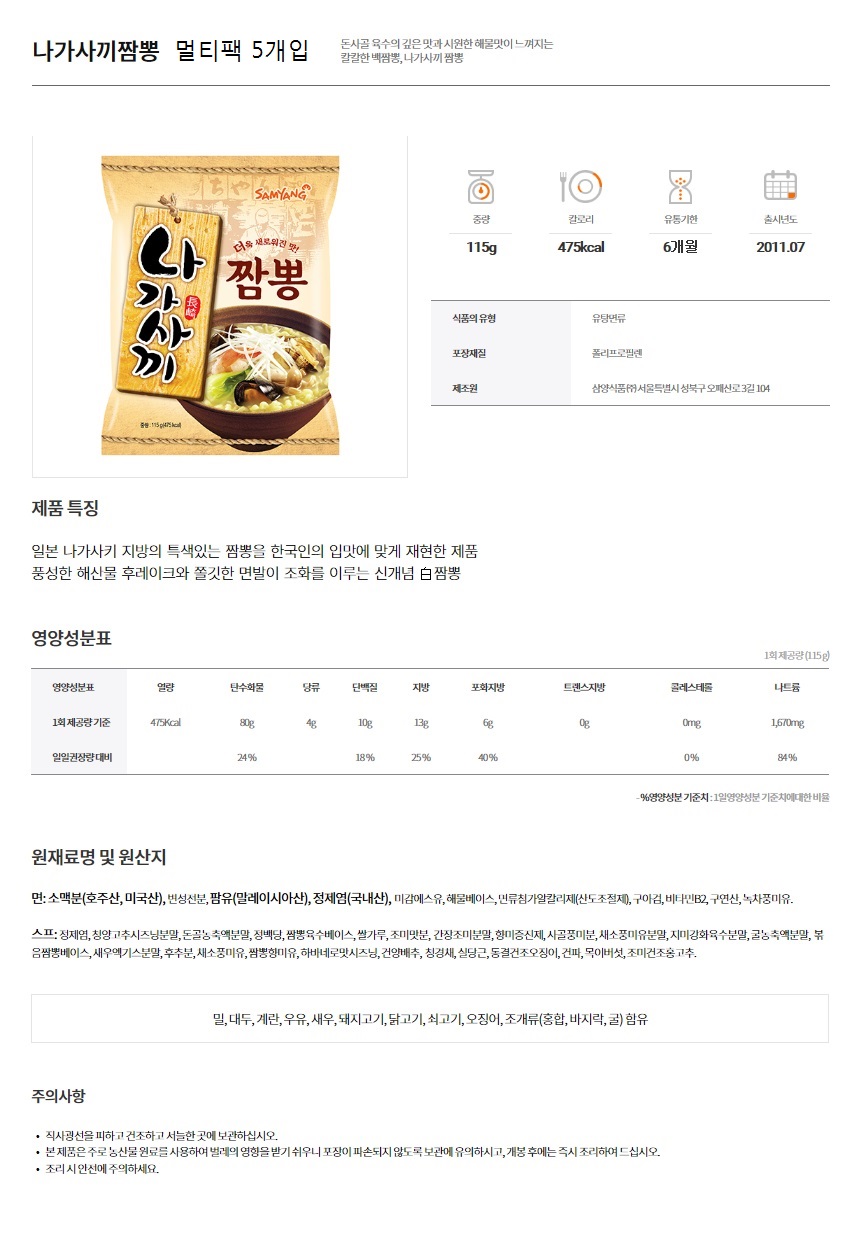 나가사끼짬뽕 멀티팩 5개입
돈사골 육수의 깊은 맛과 시원한 해물맛이 느껴지는
칼칼한 백짬뽕, 나가사끼 짬뽕
SAMYANG
더욱 새로워진 맛!
짬뽕
나가사끼
長崎
중량 : 115g(475kcal)
중량 칼로리 유통기한 출시년도
115g 475kcal 6개월 2011.07
식품의 유형 유탕면류
포장재질 폴리프로필렌
제조원 삼양식품㈜ 서울특별시 성북구 오패산로 3길 104
제품 특징
일본 나가사키 지방의 특색있는 짬뽕을 한국인의 입맛에 맞게 재현한 제품
풍성한 해산물 후레이크와 쫄깃한 면발이 조화를 이루는 신개념 白짬뽕
영양성분표
1회 제공량 (115g)
영양성분표 열량 탄수화물 당류 단백질 지방 포화지방 트랜스지방 콜레스테롤 나트륨
1회 제공량 기준 475Kcal 80g 4g 10g 13g 6g 0g 0mg 1,670mg
일일권장량 대비 24% 18% 25% 40% 0% 84%
- %영양성분 기준치 : 1일영양성분 기준치에대한 비율
원재료명 및 원산지
면: 소맥분(호주산, 미국산), 변성전분, 팜유(말레이시아산), 정제염(국내산), 미감에스유, 해물베이스, 면류첨가알칼리제(산도조절제), 구아검, 비타민B2, 구연산, 녹차풍미유.
스프: 정제염, 청양고추시즈닝분말, 돈골농축액분말, 정백당, 짬뽕육수베이스, 쌀가루, 조미맛분, 간장조미분말, 향미증진제, 사골풍미분, 새소풍미유분말, 지미강화육수분말, 굴농축액분말, 볶
음짬뽕베이스, 새우엑기스분말, 후추분, 새소풍미유, 짬뽕향미유, 하바네로맛시즈닝, 건양배추, 청경채, 실당근, 동결건조오징어, 건파, 목이버섯, 조미건조홍고추.
밀, 대두, 계란, 우유, 새우, 돼지고기, 닭고기, 쇠고기, 오징어, 조개류(홍합, 바지락, 굴) 함유
주의사항
• 직사광선을 피하고 건조하고 서늘한 곳에 보관하십시오.
• 본 제품은 주로 농산물 원료를 사용하여 벌레의 영향을 받기 쉬우니 포장이 파손되지 않도록 보관에 유의하시고, 개봉 후에는 즉시 조리하여 드십시오.
• 조리 시 안전에 주의하세요.